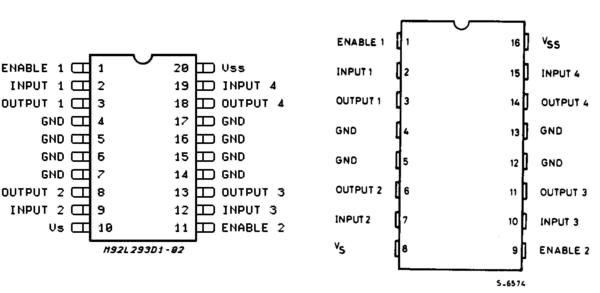 ENABLE 1 1 20 Uss
INPUT 1 2 19 INPUT 4
OUTPUT 1 3 18 OUTPUT 4
GND 4 17 GND
GND 5 16 GND
GND 6 15 GND
GND 7 14 GND
OUTPUT 2 8 13 OUTPUT 3
INPUT 2 9 12 INPUT 3
Us 10 11 ENABLE 2
M92L293D1-02
ENABLE 1 1 16 VSS
INPUT 1 2 15 INPUT 4
OUTPUT 1 3 14 OUTPUT 4
GND 4 13 GND
GND 5 12 GND
OUTPUT 2 6 11 OUTPUT 3
INPUT 2 7 10 INPUT 3
VS 8 9 ENABLE 2
S-6574